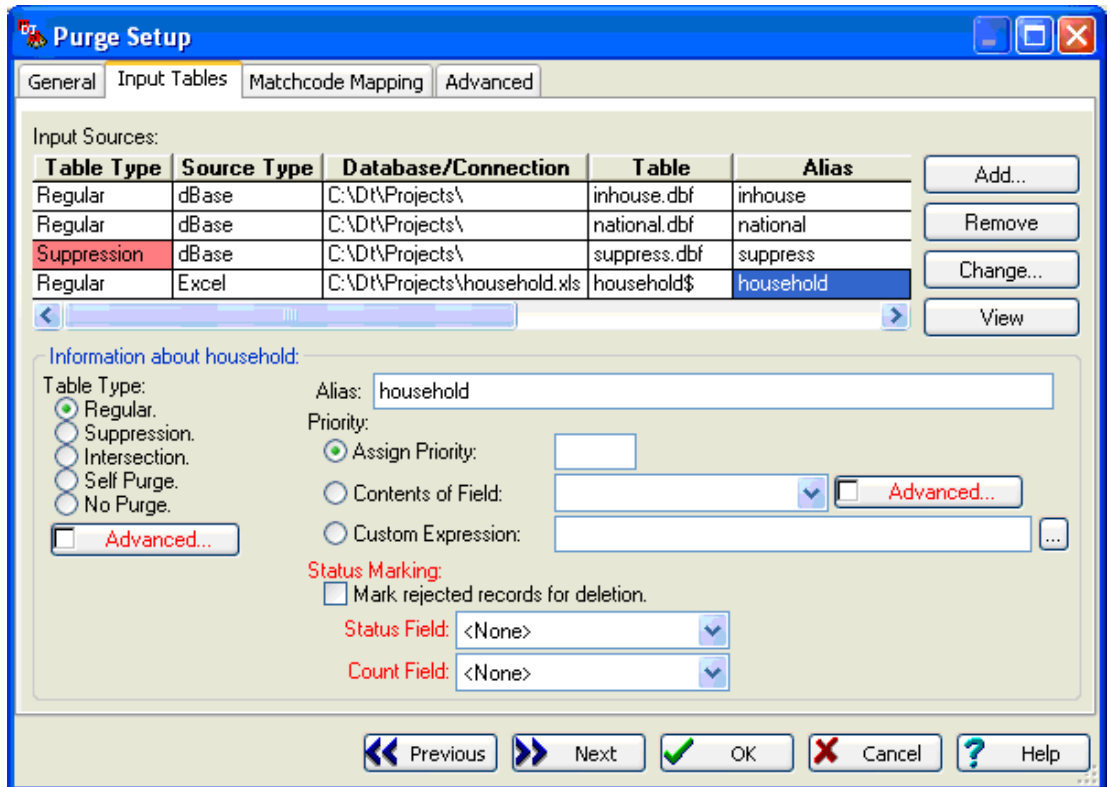 Purge Setup
General Input Tables Matchcode Mapping Advanced
Input Sources:
Table Type Source Type Database/Connection Table Alias
Regular dBase C:\Dt\Projects\ inhouse.dbf inhouse
Regular dBase C:\Dt\Projects\ national.dbf national
Suppression dBase C:\Dt\Projects\ suppress.dbf suppress
Regular Excel C:\Dt\Projects\household.xls household$ household
Add...
Remove
Change...
View
Information about household:
Table Type:
Regular.
Suppression.
Intersection.
Self Purge.
No Purge.
Advanced...
Alias: household
Priority:
Assign Priority:
Contents of Field: Advanced...
Custom Expression: ...
Status Marking:
Mark rejected records for deletion.
Status Field: <None>
Count Field: <None>
Previous Next OK Cancel ? Help